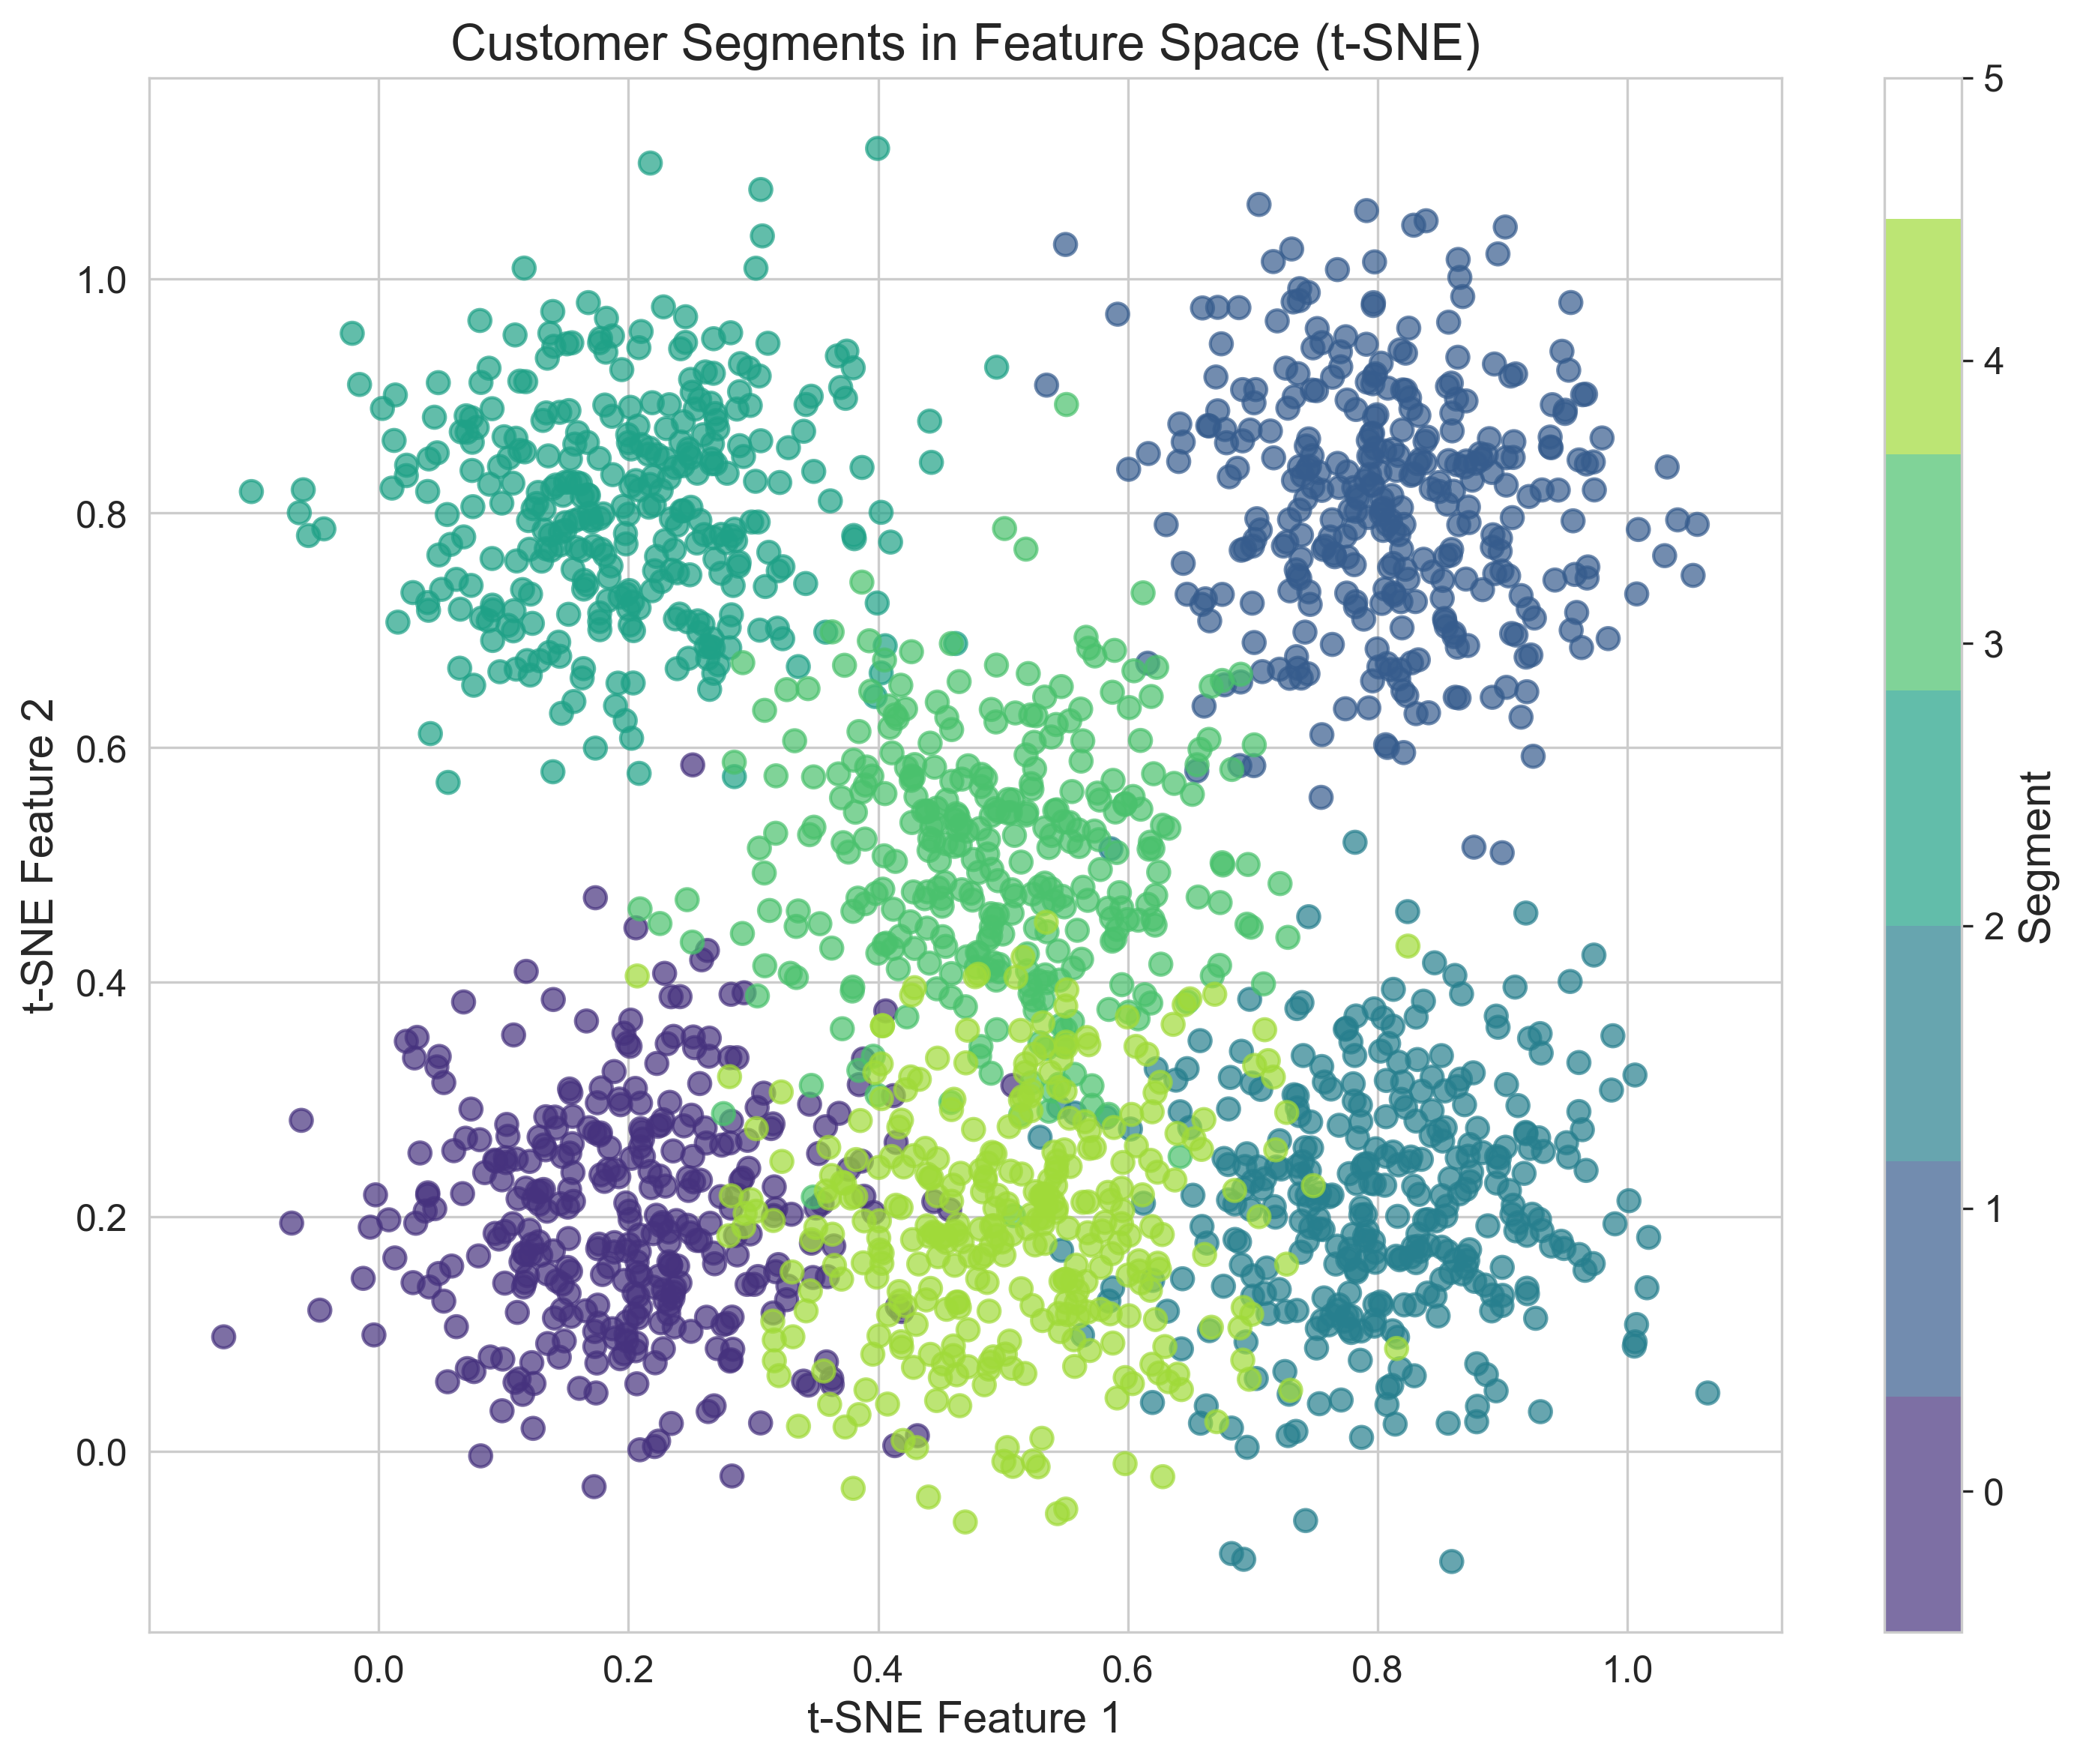 Customer Segments in Feature Space (t-SNE)
t-SNE Feature 2
1.0
0.8
0.6
0.4
0.2
0.0
0.0 0.2 0.4 0.6 0.8 1.0
t-SNE Feature 1
5
4
3
2
1
0
Segment